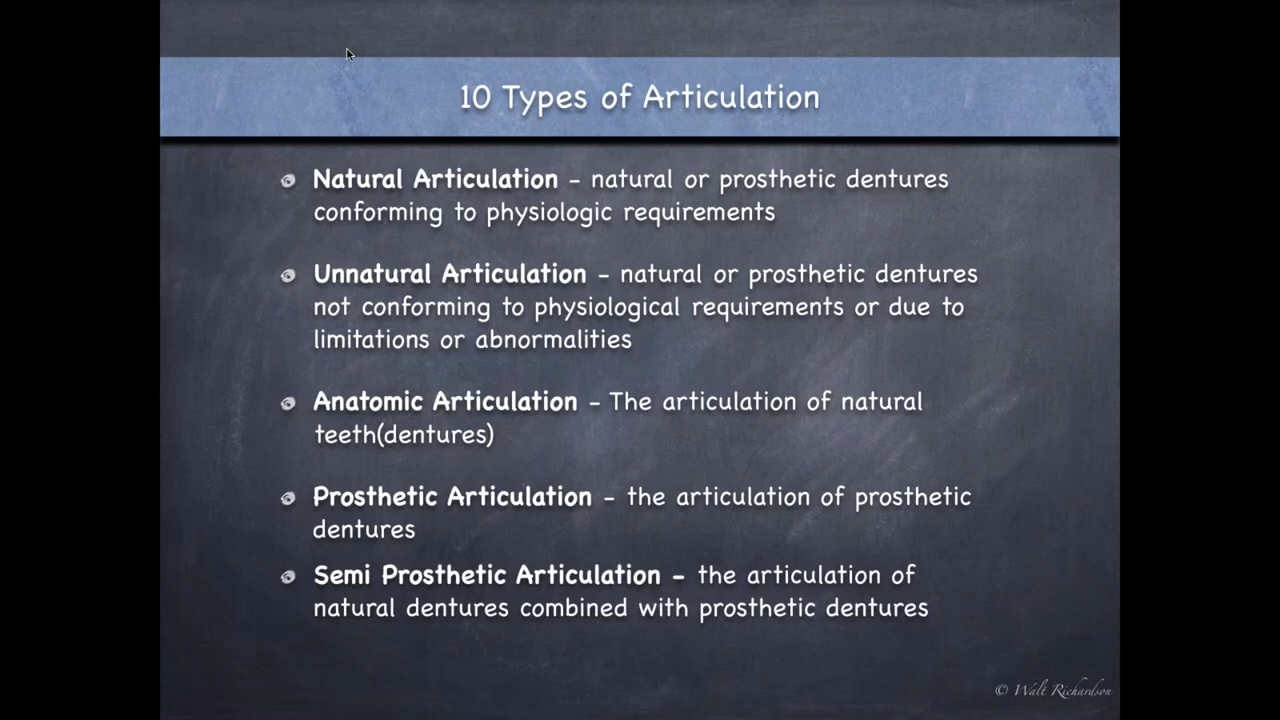 10 Types of Articulation
Natural Articulation - natural or prosthetic dentures
conforming to physiologic requirements
Unnatural Articulation - natural or prosthetic dentures
not conforming to physiological requirements or due to
limitations or abnormalities
Anatomic Articulation - The articulation of natural
teeth(dentures)
Prosthetic Articulation - the articulation of prosthetic
dentures
Semi Prosthetic Articulation - the articulation of
natural dentures combined with prosthetic dentures
© Walt Richardson